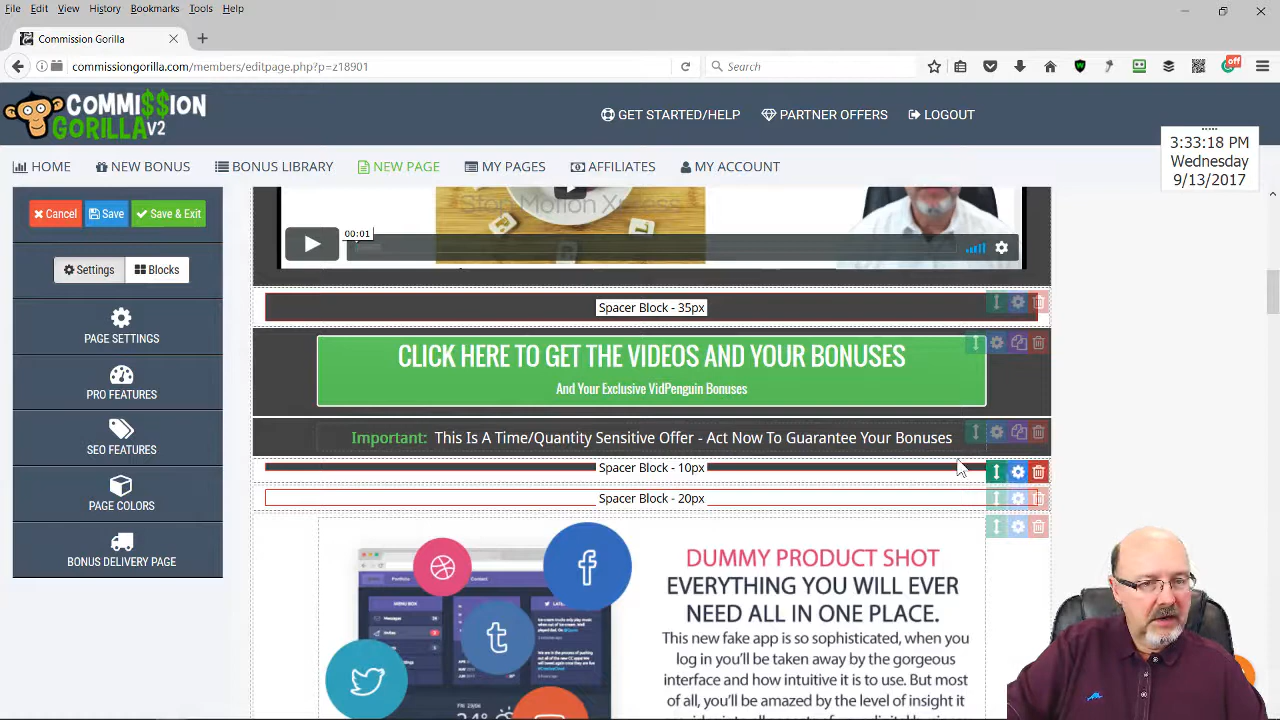 File Edit View History Bookmarks Tools Help
Commission Gorilla
commissiongorilla.com/members/editpage.php?p=z18901
Search
off
COMMI$$ION
GORILLA V2
GET STARTED/HELP PARTNER OFFERS LOGOUT
3:33:18 PM
Wednesday
9/13/2017
HOME NEW BONUS BONUS LIBRARY NEW PAGE MY PAGES AFFILIATES MY ACCOUNT
Cancel Save Save & Exit
Settings Blocks
PAGE SETTINGS
PRO FEATURES
SEO FEATURES
PAGE COLORS
BONUS DELIVERY PAGE
Stop Motion Xpress
00:01
Spacer Block - 35px
CLICK HERE TO GET THE VIDEOS AND YOUR BONUSES
And Your Exclusive VidPenguin Bonuses
Important: This Is A Time/Quantity Sensitive Offer - Act Now To Guarantee Your Bonuses
Spacer Block - 10px
Spacer Block - 20px
MENU BOX
DUMMY PRODUCT SHOT
EVERYTHING YOU WILL EVER
NEED ALL IN ONE PLACE.
This new fake app is so sophisticated, when you
log in you'll be taken away by the gorgeous
interface and how intuitive it is to use. But most
of all, you'll be amazed by the level of insight it